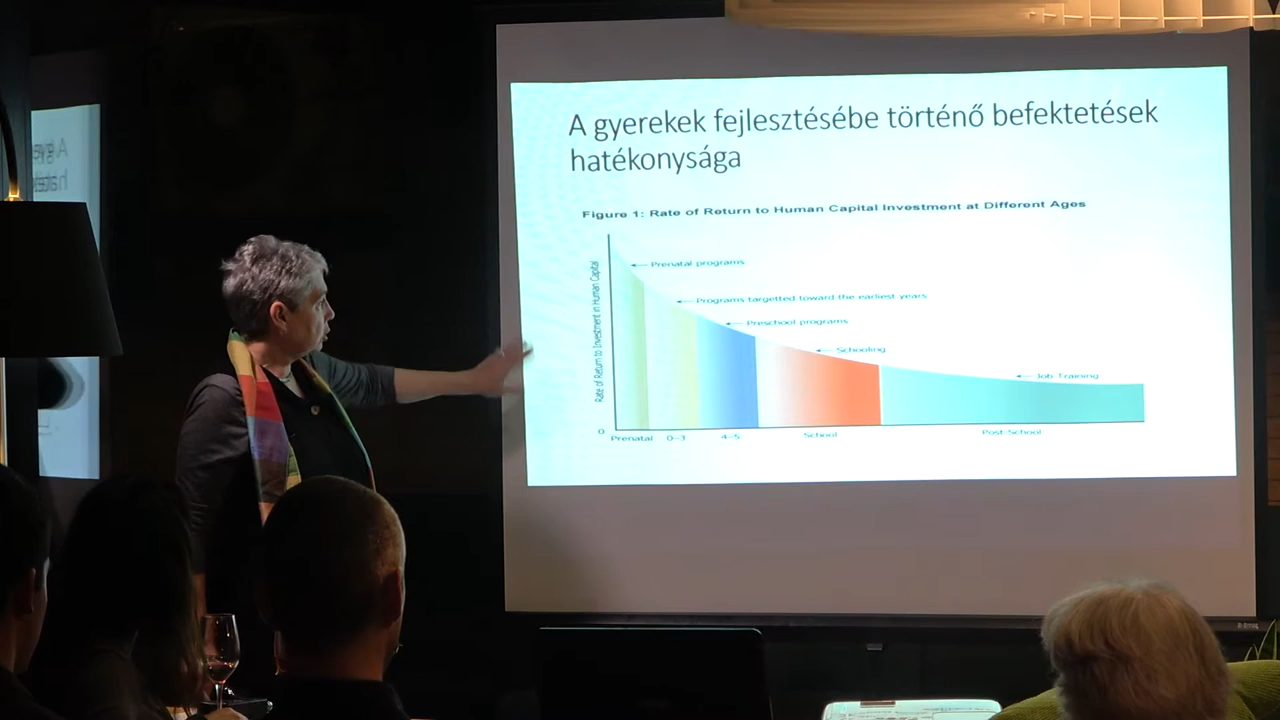 A gyerekek fejlesztésébe történő befektetések
hatékonysága
Figure 1: Rate of Return to Human Capital Investment at Different Ages
Rate of Return to Investment in Human Capital
Prenatal programs
Programs targetted toward the earliest years
Preschool programs
Schooling
Job Training
0
Prenatal 0-3 4-5 School Post-School